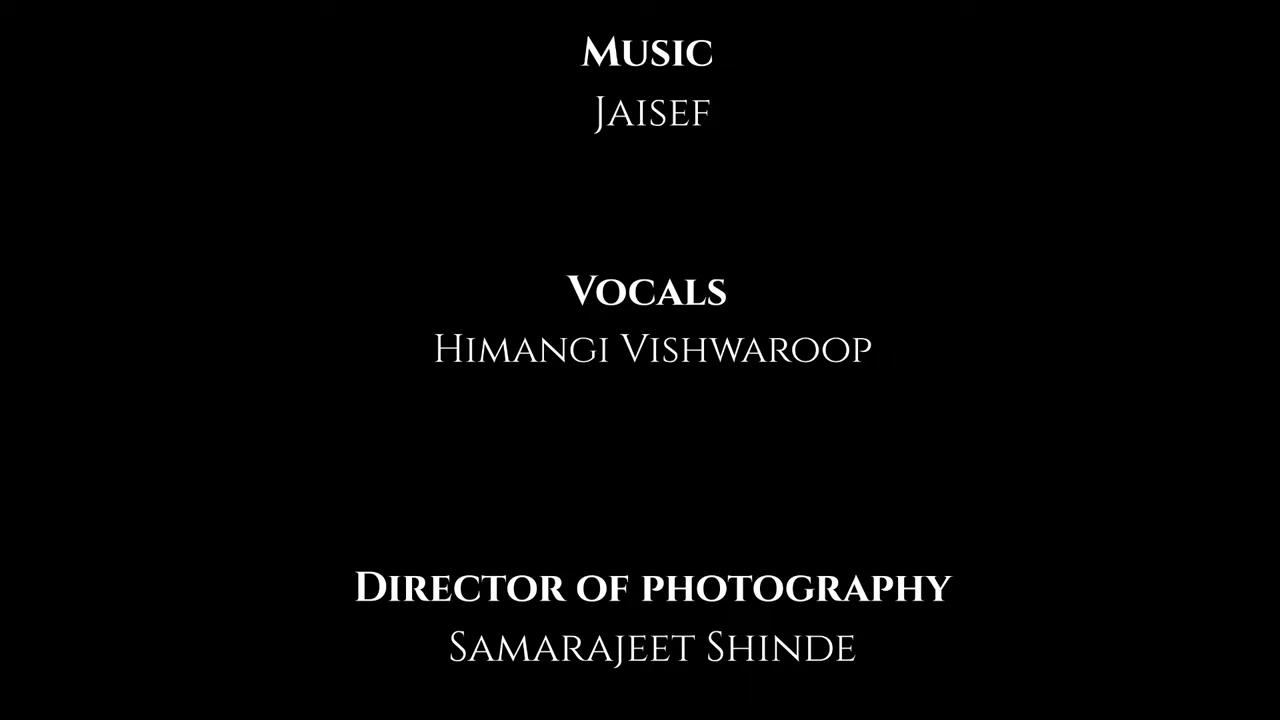 Music
Jaisef
Vocals
Himangi Vishwaroop
Director of photography
Samarajeet Shinde